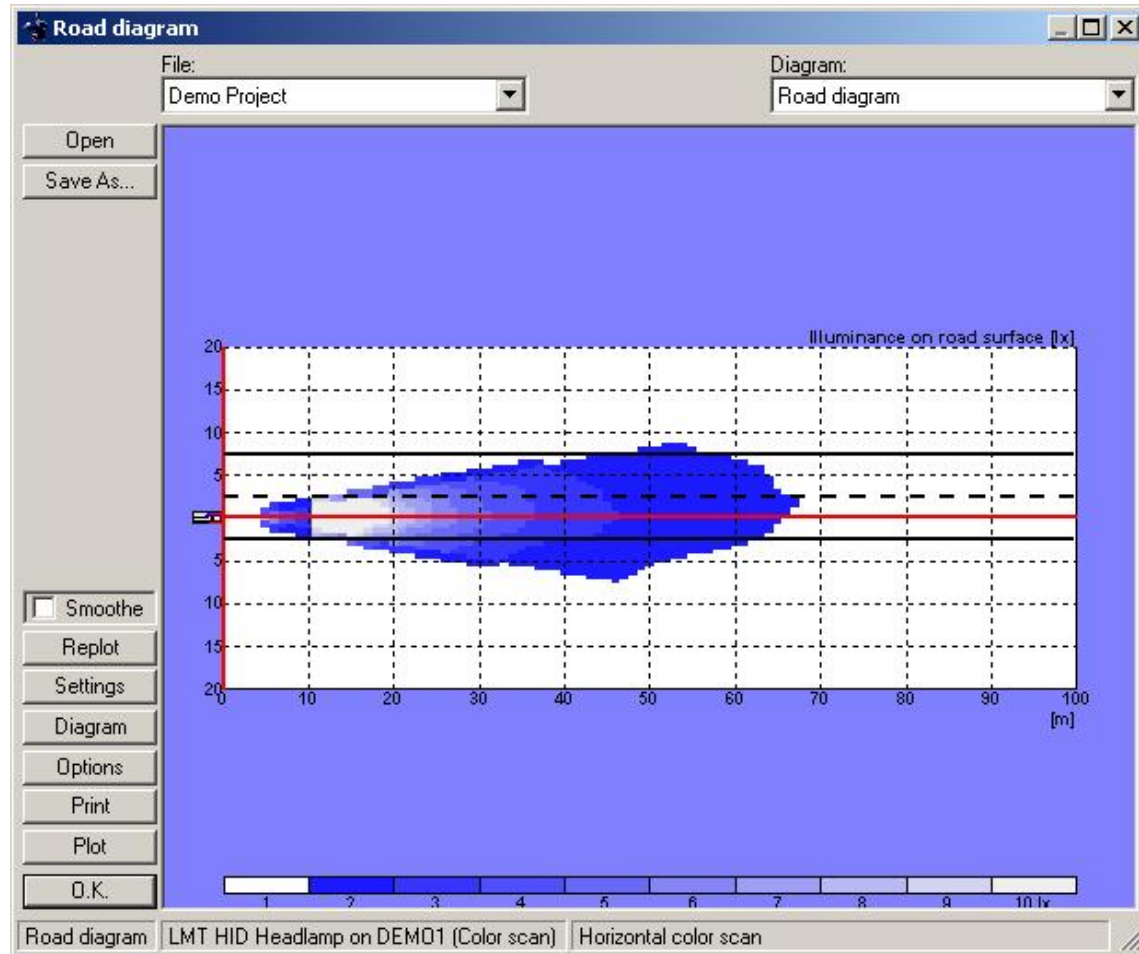 Road diagram
File:
Diagram:
Demo Project
Road diagram
Open
Save As...
Illuminance on road surface [lx]
20
15
10
5
5
10
15
20
0 10 20 30 40 50 60 70 80 90 100
[m]
Smoothe
Replot
Settings
Diagram
Options
Print
Plot
O.K.
1 2 3 4 5 6 7 8 9 10 lx
Road diagram LMT HID Headlamp on DEMO1 (Color scan) Horizontal color scan